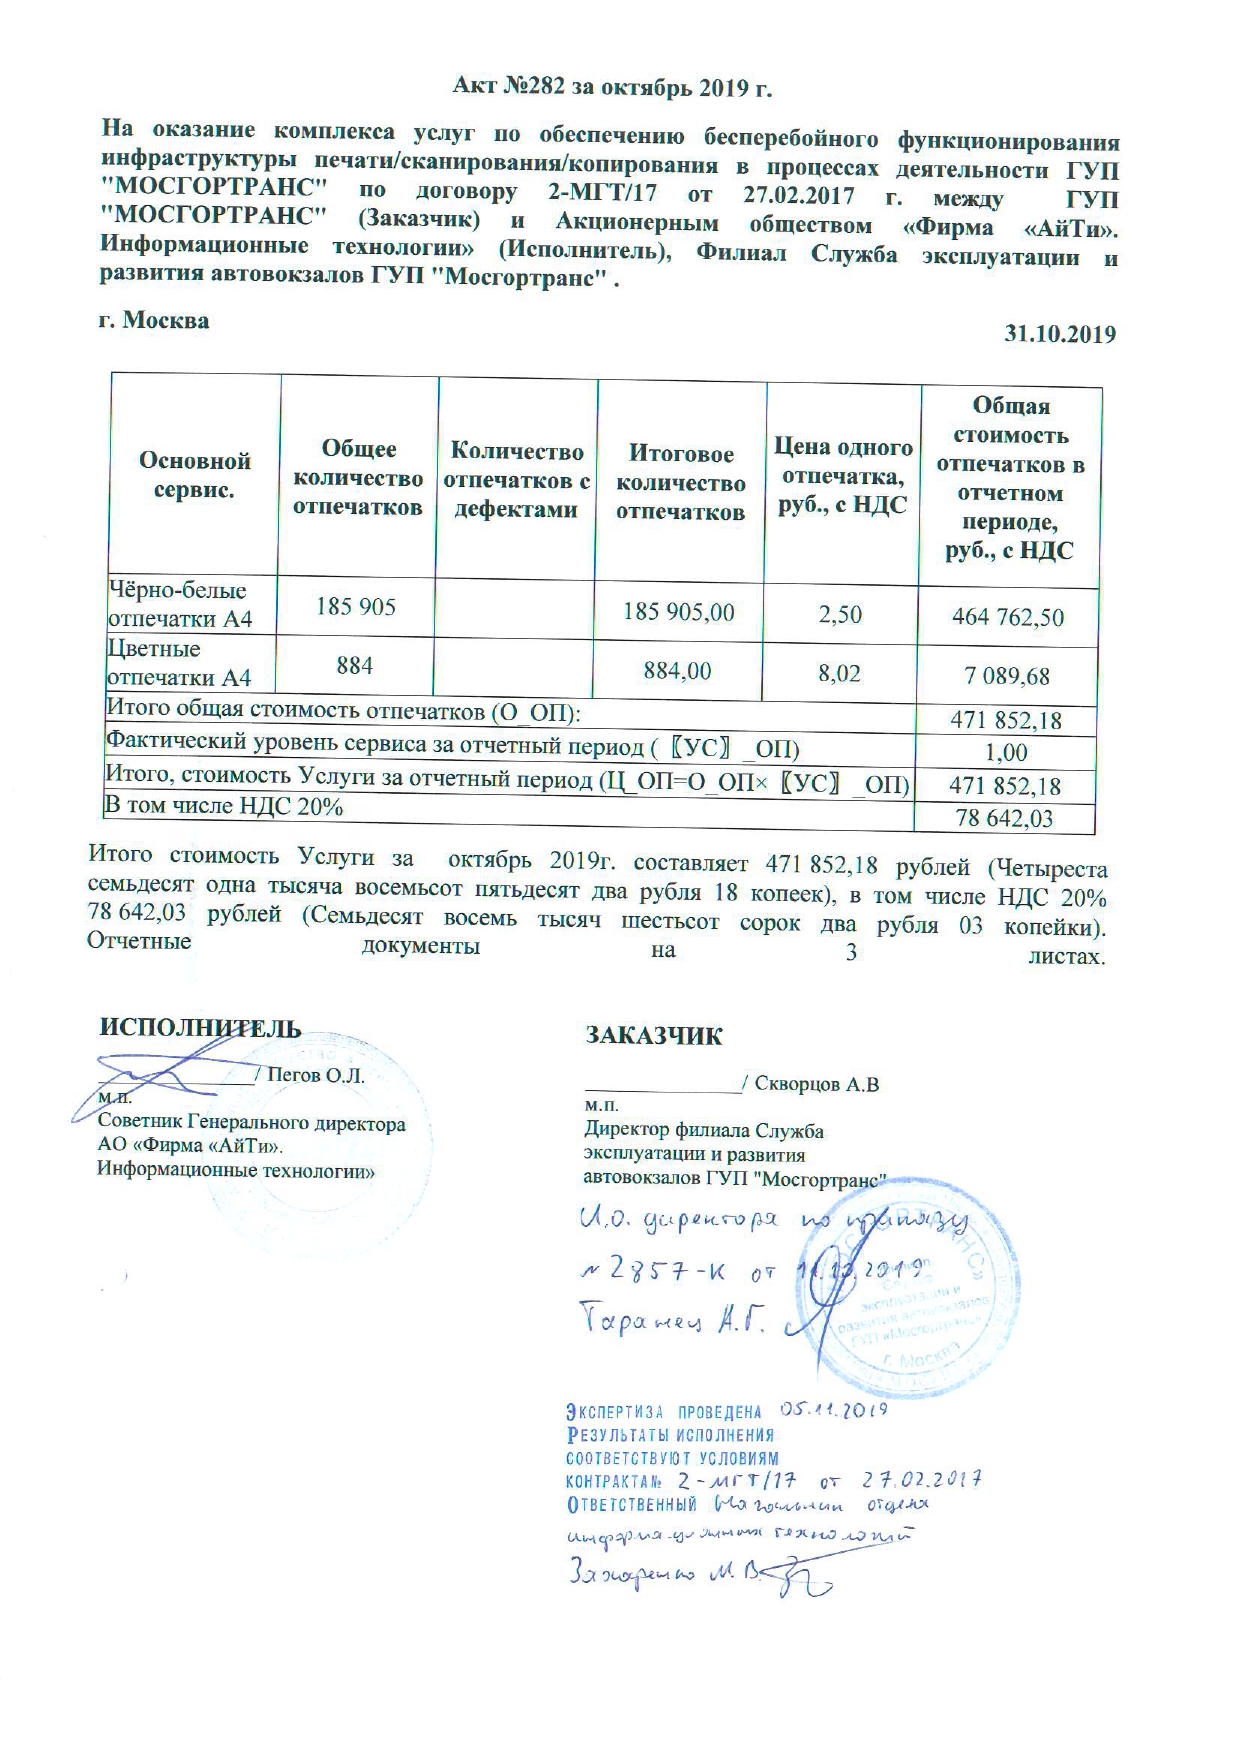 Акт №282 за октябрь 2019 г.
На оказание комплекса услуг по обеспечению бесперебойного функционирования
инфраструктуры печати/сканирования/копирования в процессах деятельности ГУП
"МОСГОРТРАНС" по договору 2-МГТ/17 от 27.02.2017 г. между ГУП
"МОСГОРТРАНС" (Заказчик) и Акционерным обществом «Фирма «АйТи».
Информационные технологии» (Исполнитель), Филиал Служба эксплуатации и
развития автовокзалов ГУП "Мосгортранс" .
г. Москва
31.10.2019
Основной
сервис.
Общее
количество
отпечатков
Количество
отпечатков с
дефектами
Итоговое
количество
отпечатков
Цена одного
отпечатка,
руб., с НДС
Общая
стоимость
отпечатков в
отчетном
периоде,
руб., с НДС
Чёрно-белые
отпечатки А4
185 905
185 905,00
2,50
464 762,50
Цветные
отпечатки А4
884
884,00
8,02
7 089,68
Итого общая стоимость отпечатков (О_ОП):
471 852,18
Фактический уровень сервиса за отчетный период (〖УС〗_ОП)
1,00
Итого, стоимость Услуги за отчетный период (Ц_ОП=О_ОП×〖УС〗_ОП)
471 852,18
В том числе НДС 20%
78 642,03
Итого стоимость Услуги за октябрь 2019г. составляет 471 852,18 рублей (Четыреста
семьдесят одна тысяча восемьсот пятьдесят два рубля 18 копеек), в том числе НДС 20%
78 642,03 рублей (Семьдесят восемь тысяч шестьсот сорок два рубля 03 копейки).
Отчетные документы на 3 листах.
ИСПОЛНИТЕЛЬ
/ Пегов О.Л.
м.п.
Советник Генерального директора
АО «Фирма «АйТи».
Информационные технологии»
ЗАКАЗЧИК
/ Скворцов А.В
м.п.
Директор филиала Служба
эксплуатации и развития
автовокзалов ГУП "Мосгортранс"
И.О. директора по приказу
№2857-К от 11.10.2019
Таранец А.Г.
эксплуатации и
развития автовокзалов
ГУП «Мосгортранс»
г. Москва
ЭКСПЕРТИЗА ПРОВЕДЕНА 05.11.2019
РЕЗУЛЬТАТЫ ИСПОЛНЕНИЯ
СООТВЕТСТВУЮТ УСЛОВИЯМ
КОНТРАКТА№ 2-МГТ/17 от 27.02.2017
ОТВЕТСТВЕННЫЙ Начальник отдела
информационных технологий
Захаренко М.В.